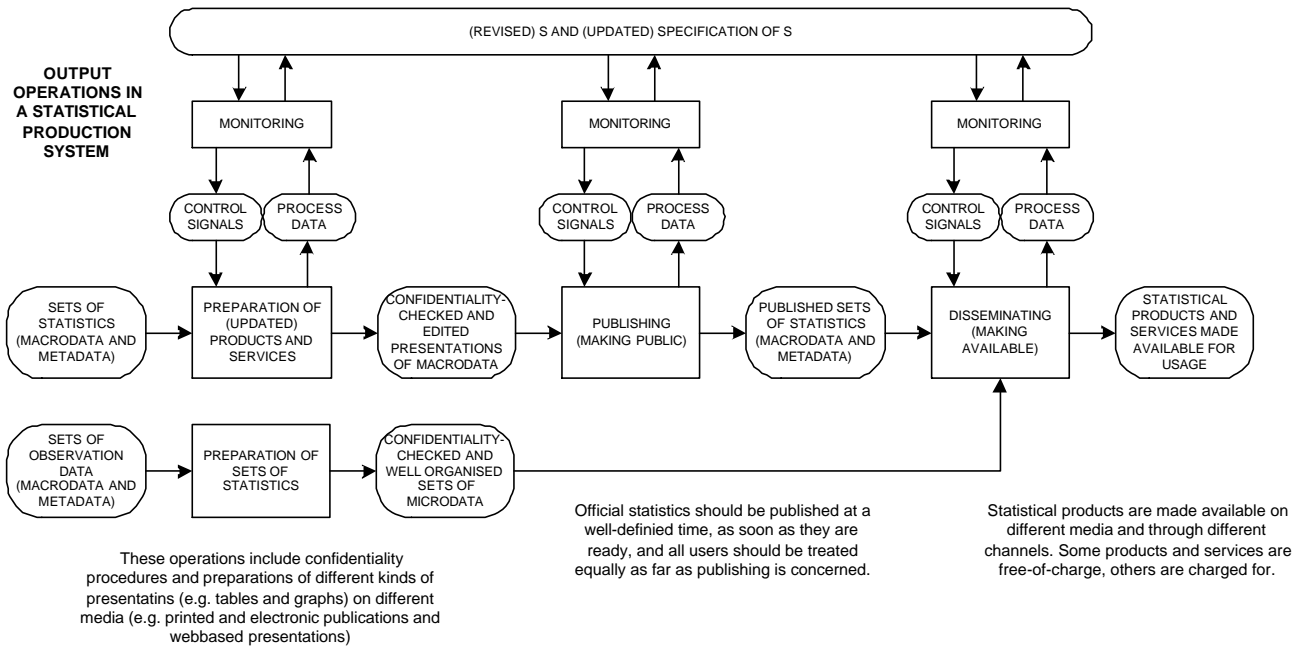 (REVISED) S AND (UPDATED) SPECIFICATION OF S
OUTPUT
OPERATIONS IN
A STATISTICAL
PRODUCTION
SYSTEM
MONITORING
MONITORING
MONITORING
CONTROL
SIGNALS
PROCESS
DATA
CONTROL
SIGNALS
PROCESS
DATA
CONTROL
SIGNALS
PROCESS
DATA
SETS OF
STATISTICS
(MACRODATA AND
METADATA)
PREPARATION OF
(UPDATED)
PRODUCTS AND
SERVICES
CONFIDENTIALITY-
CHECKED AND
EDITED
PRESENTATIONS
OF MACRODATA
PUBLISHING
(MAKING PUBLIC)
PUBLISHED SETS
OF STATISTICS
(MACRODATA AND
METADATA)
DISSEMINATING
(MAKING
AVAILABLE)
STATISTICAL
PRODUCTS AND
SERVICES MADE
AVAILABLE FOR
USAGE
SETS OF
OBSERVATION
DATA
(MACRODATA AND
METADATA)
PREPARATION OF
SETS OF
STATISTICS
CONFIDENTIALITY-
CHECKED AND
WELL ORGANISED
SETS OF
MICRODATA
These operations include confidentiality
procedures and preparations of different kinds of
presentatins (e.g. tables and graphs) on different
media (e.g. printed and electronic publications and
webbased presentations)
Official statistics should be published at a
well-definied time, as soon as they are
ready, and all users should be treated
equally as far as publishing is concerned.
Statistical products are made available on
different media and through different
channels. Some products and services are
free-of-charge, others are charged for.